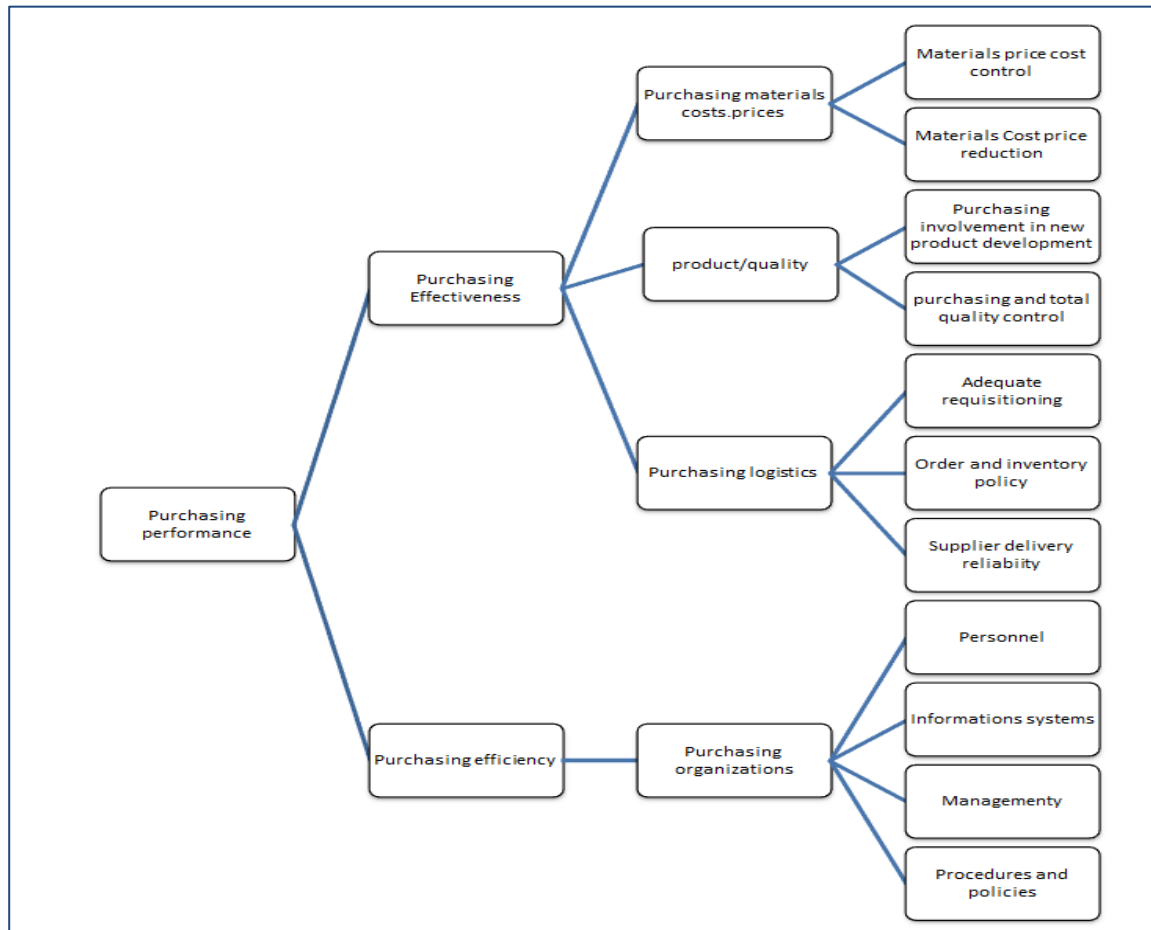 Materials price cost
control
Purchasing materials
costs.prices
Materials Cost price
reduction
Purchasing
involvement in new
product development
Purchasing
Effectiveness
product/quality
purchasing and total
quality control
Adequate
requisitioning
Purchasing logistics
Order and inventory
policy
Purchasing
performance
Supplier delivery
reliabiity
Personnel
Informations systems
Purchasing efficiency
Purchasing
organizations
Managementy
Procedures and
policies